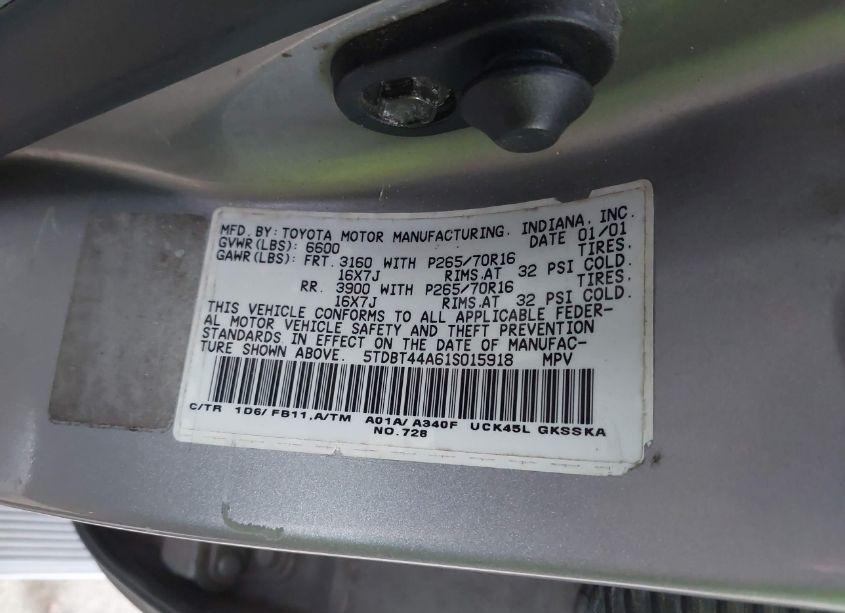 MFD. BY: TOYOTA MOTOR MANUFACTURING, INDIANA, INC.
GVWR(LBS): 6600 DATE 01/01
GAWR(LBS): FRT. 3160 WITH P265/70R16 TIRES,
16X7J RIMS,AT 32 PSI COLD.
RR. 3900 WITH P265/70R16 TIRES,
16X7J RIMS,AT 32 PSI COLD.
THIS VEHICLE CONFORMS TO ALL APPLICABLE FEDER-
AL MOTOR VEHICLE SAFETY AND THEFT PREVENTION
STANDARDS IN EFFECT ON THE DATE OF MANUFAC-
TURE SHOWN ABOVE. 5TDBT44A61S015918 MPV
C/TR 1D6/FB11,A/TM A01A/A340F UCK45L GKSSKA
NO.728